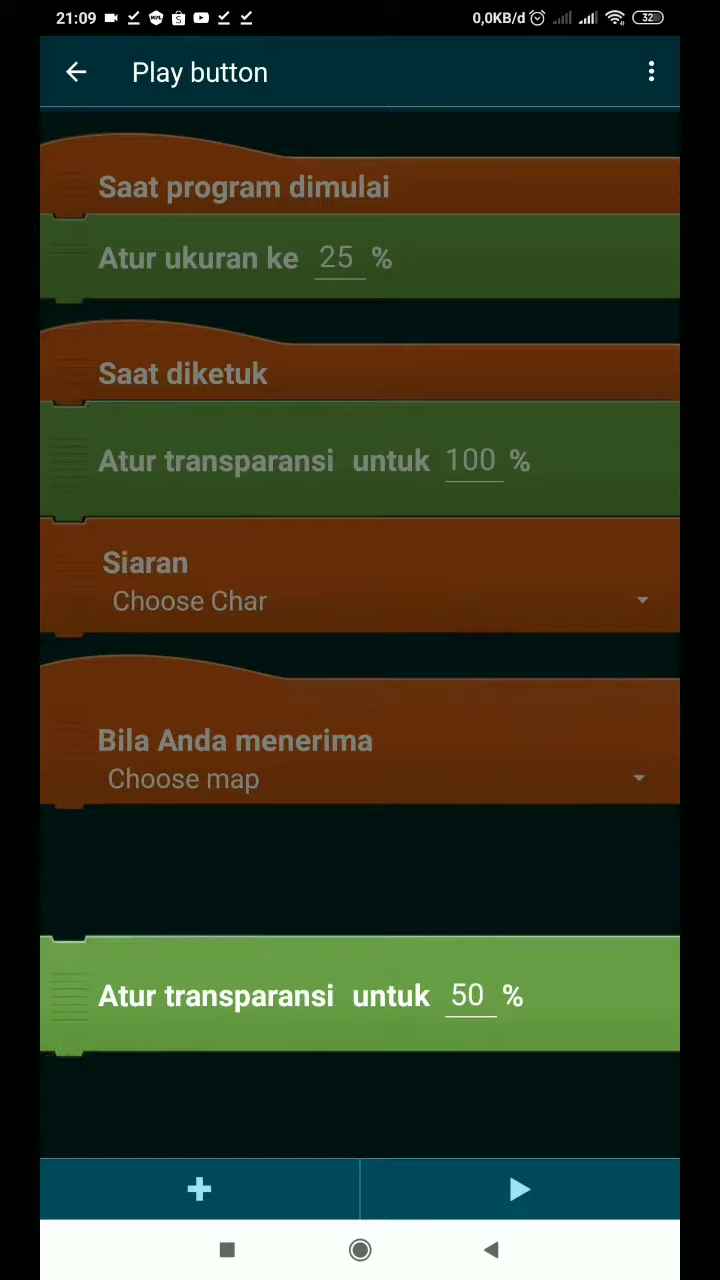 21:09 0,0KB/d 32
Play button
Saat program dimulai
Atur ukuran ke 25 %
Saat diketuk
Atur transparansi untuk 100 %
Siaran
Choose Char
Bila Anda menerima
Choose map
Atur transparansi untuk 50 %